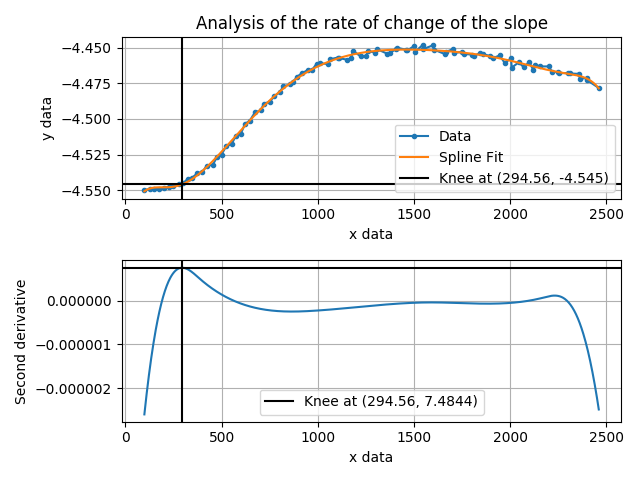 Analysis of the rate of change of the slope
y data
−4.450
−4.475
−4.500
−4.525
−4.550
Data
Spline Fit
Knee at (294.56, -4.545)
0 500 1000 1500 2000 2500
x data
Second derivative
0.000000
−0.000001
−0.000002
Knee at (294.56, 7.4844)
0 500 1000 1500 2000 2500
x data